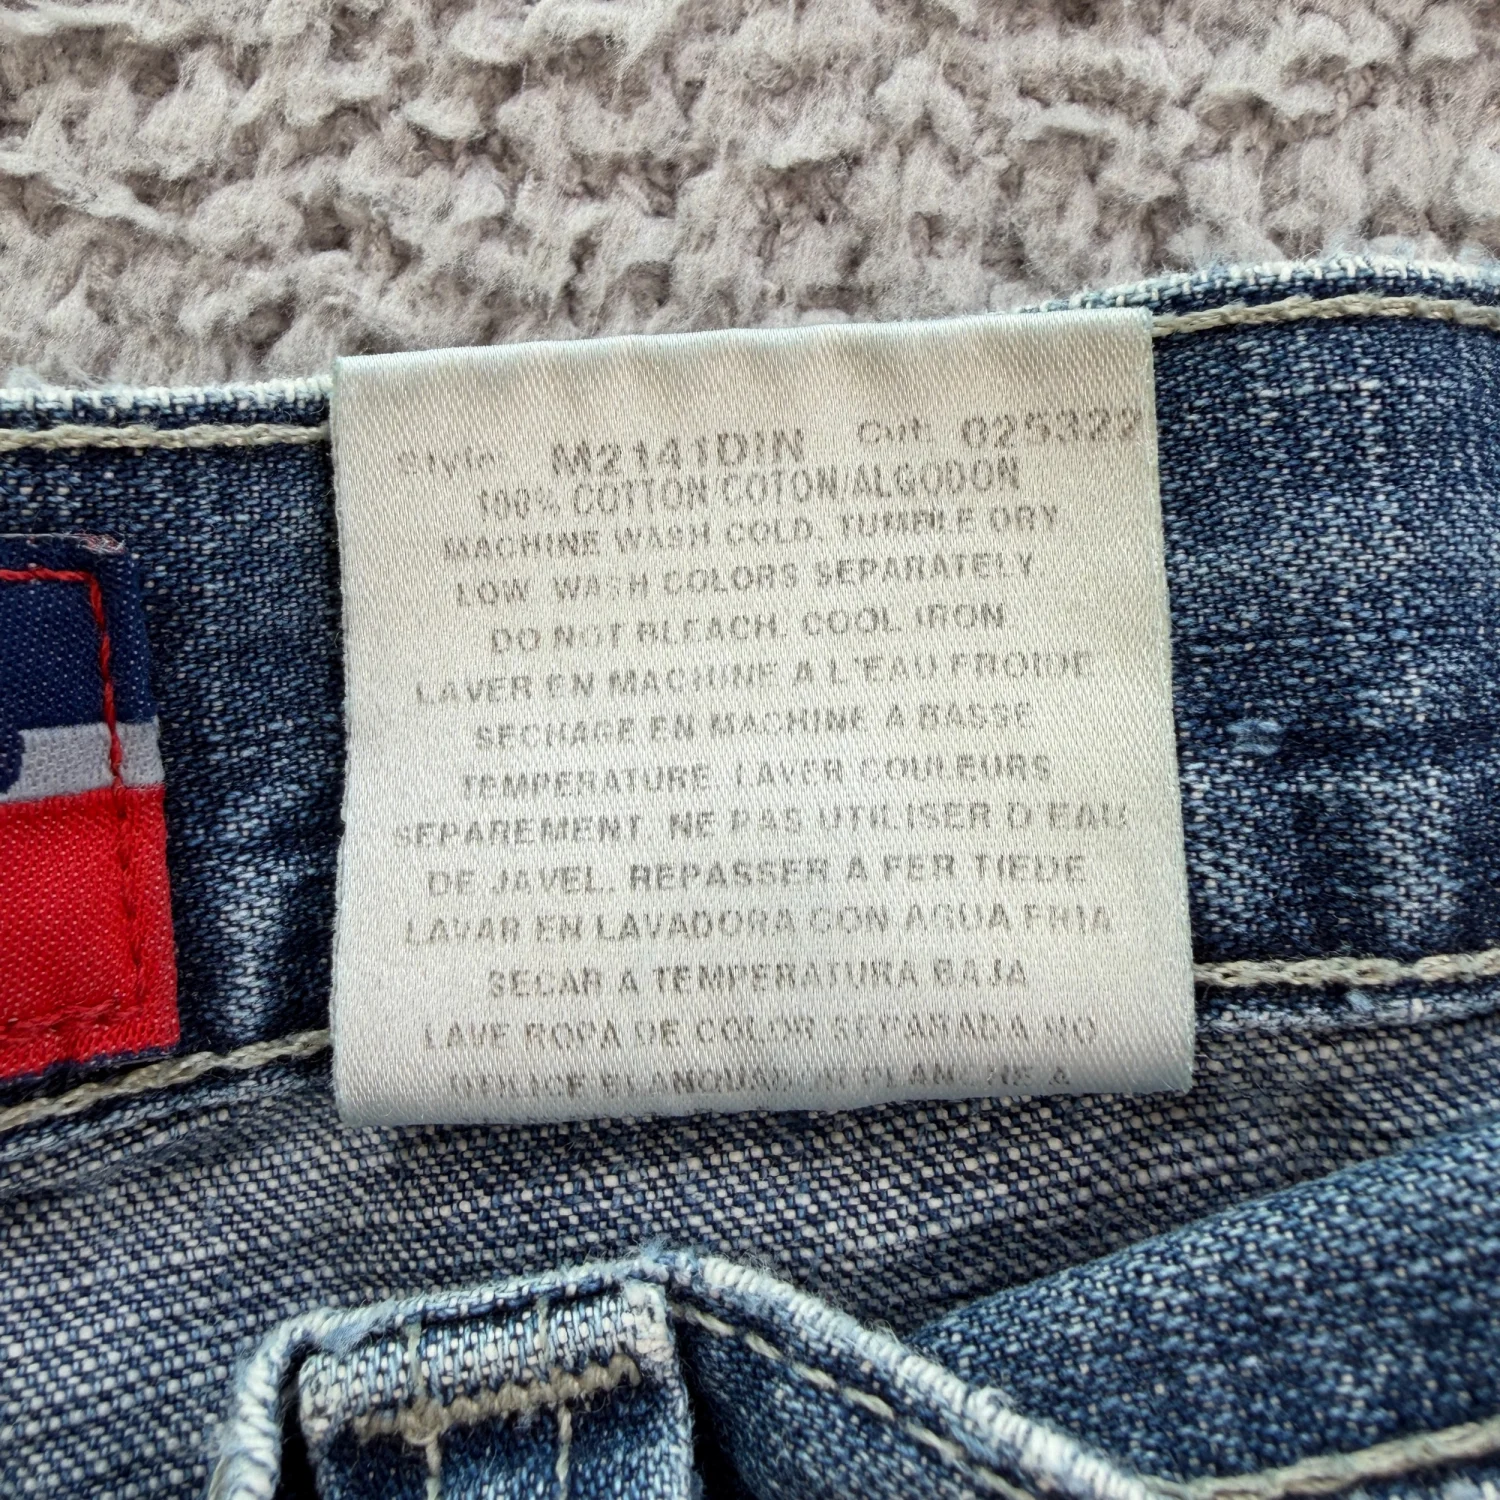 Style M2141DIN Cut 025322
100% COTTON/COTON/ALGODON
MACHINE WASH COLD. TUMBLE DRY
LOW. WASH COLORS SEPARATELY
DO NOT BLEACH. COOL IRON
LAVER EN MACHINE A L'EAU FROIDE
SECHAGE EN MACHINE A BASSE
TEMPERATURE. LAVER COULEURS
SEPAREMENT. NE PAS UTILISER D'EAU
DE JAVEL. REPASSER A FER TIEDE
LAVAR EN LAVADORA CON AGUA FRIA
SECAR A TEMPERATURA BAJA
LAVE ROPA DE COLOR SEPARADA NO
UTILICE BLANQUADOR PLANCHE A